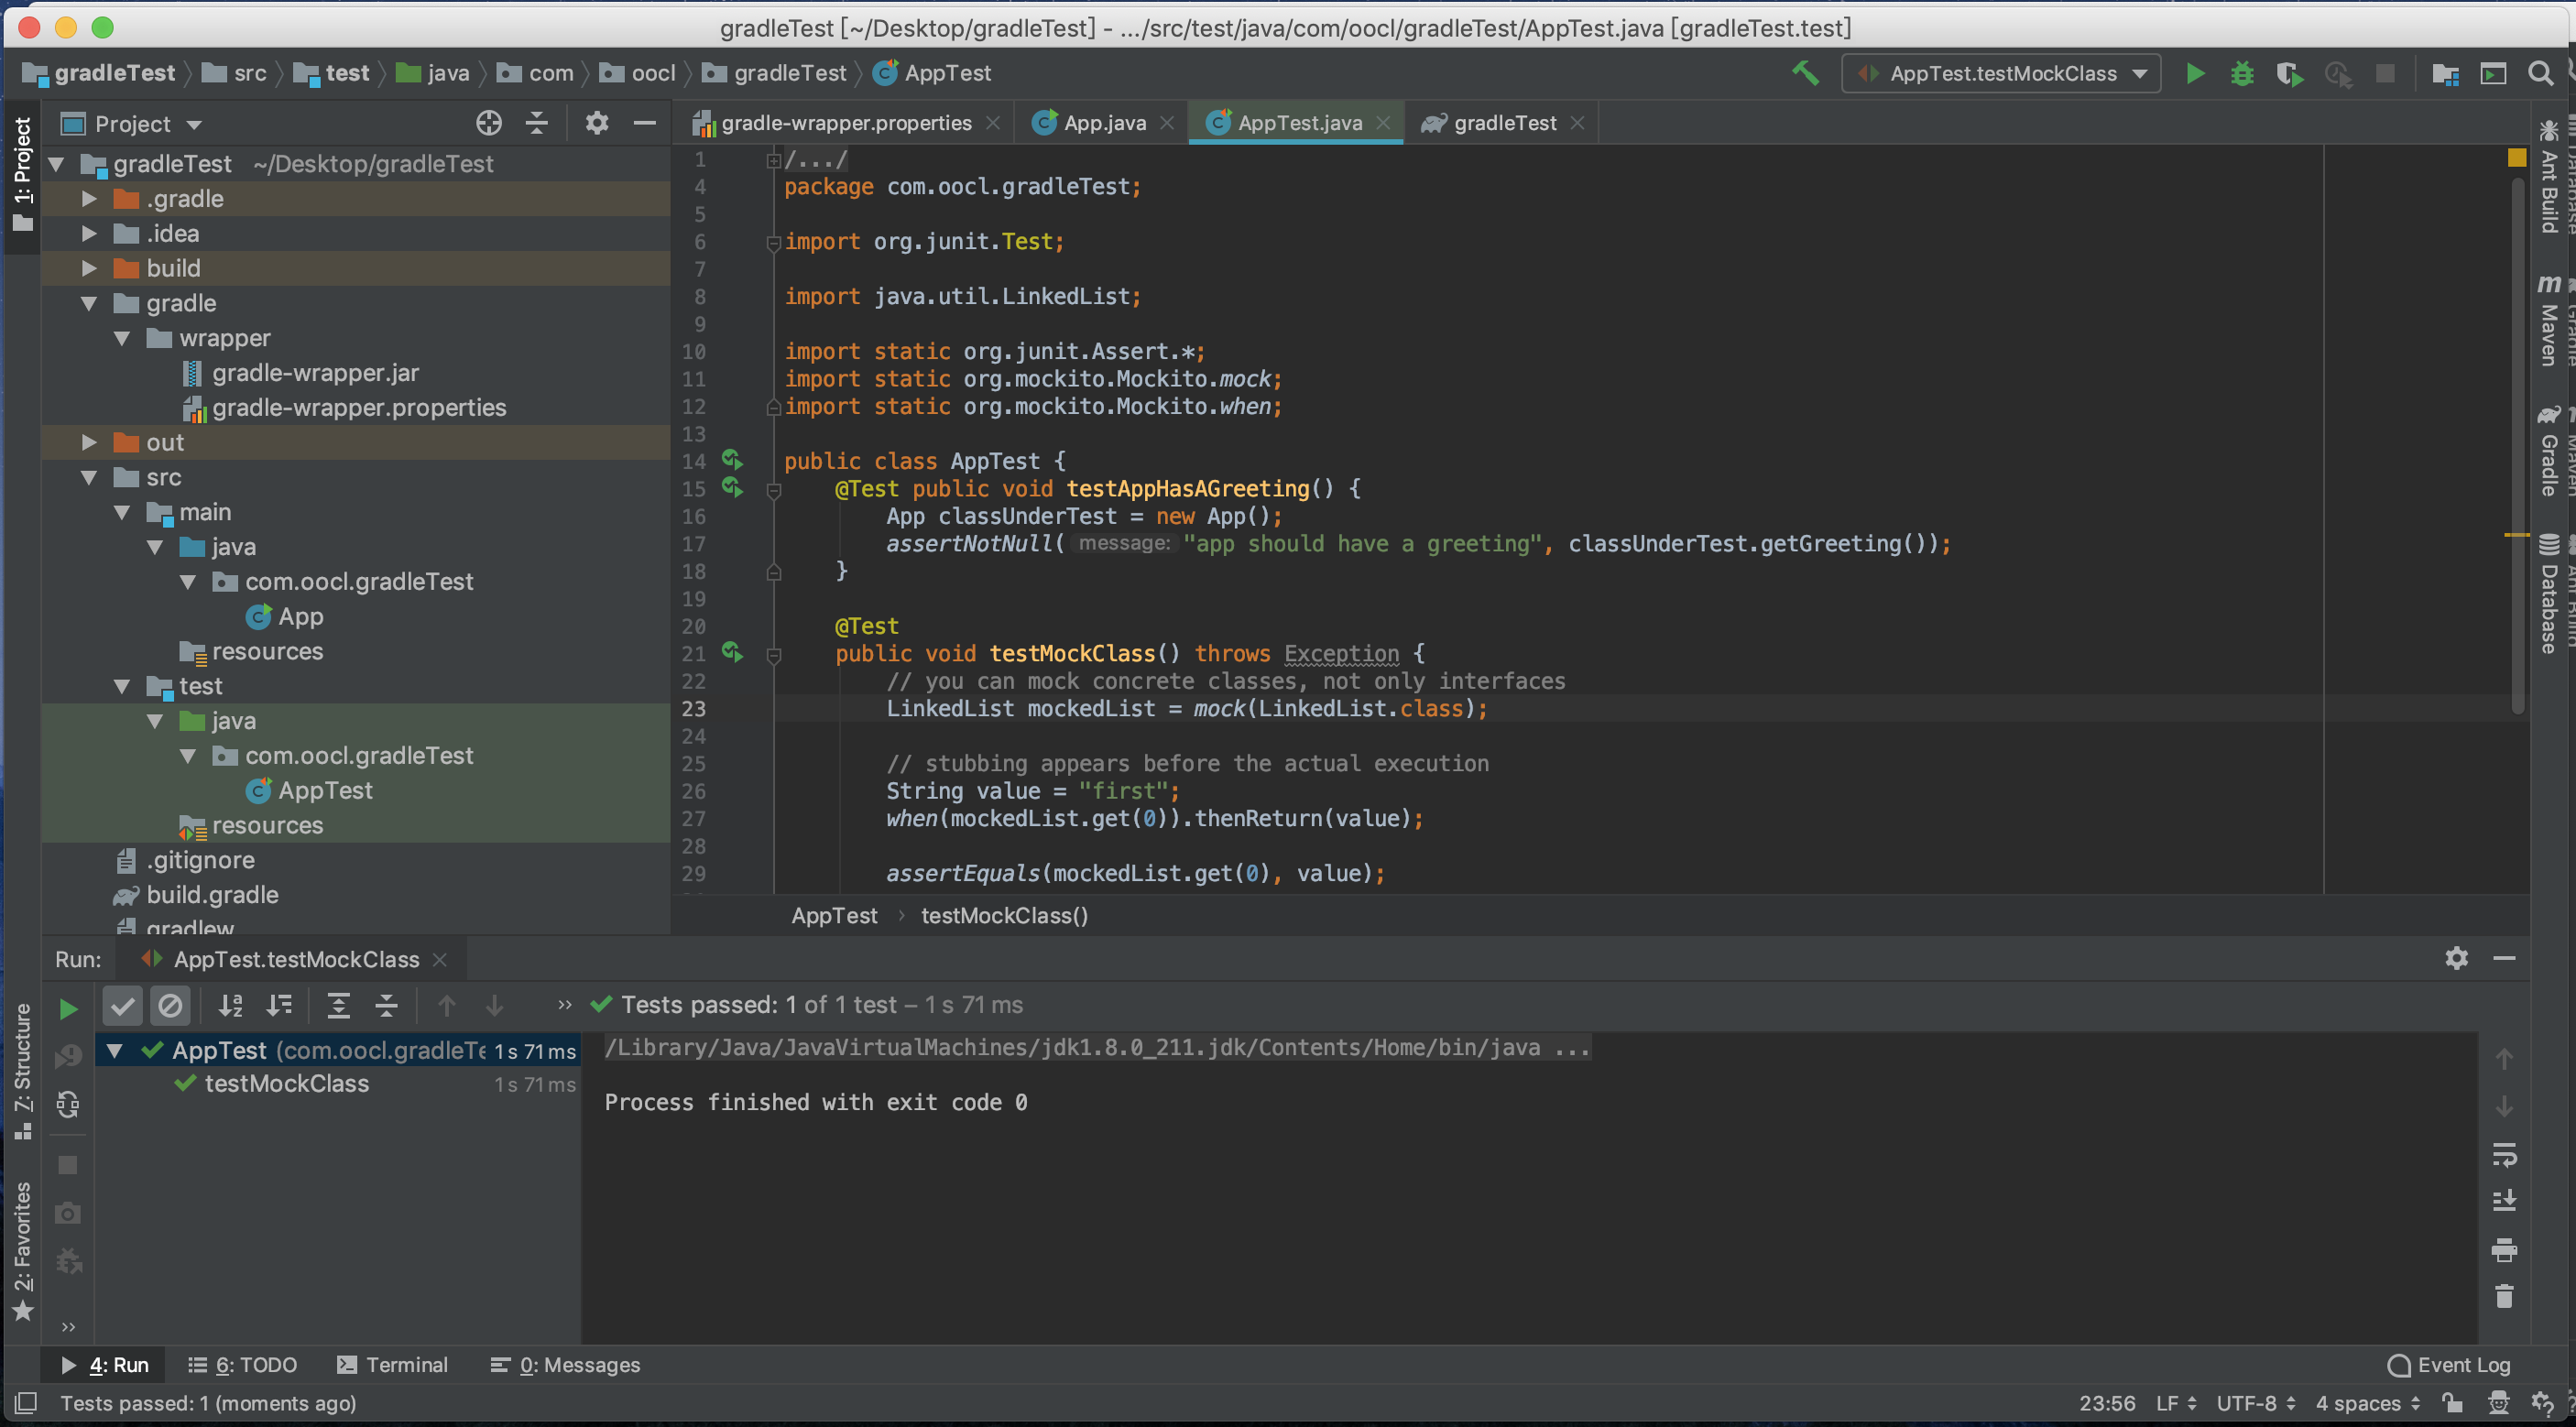 gradleTest [~/Desktop/gradleTest] - .../src/test/java/com/oocl/gradleTest/AppTest.java [gradleTest.test]
gradleTest src test java com oocl gradleTest AppTest
AppTest.testMockClass
1: Project
Project
gradleTest ~/Desktop/gradleTest
.gradle
.idea
build
gradle
wrapper
gradle-wrapper.jar
gradle-wrapper.properties
out
src
main
java
com.oocl.gradleTest
App
resources
test
java
com.oocl.gradleTest
AppTest
resources
.gitignore
build.gradle
gradlew
gradle-wrapper.properties App.java AppTest.java gradleTest
1 /.../
4 package com.oocl.gradleTest;
5
6 import org.junit.Test;
7
8 import java.util.LinkedList;
9
10 import static org.junit.Assert.*;
11 import static org.mockito.Mockito.mock;
12 import static org.mockito.Mockito.when;
13
14 public class AppTest {
15 @Test public void testAppHasAGreeting() {
16 App classUnderTest = new App();
17 assertNotNull( message: "app should have a greeting", classUnderTest.getGreeting());
18 }
19
20 @Test
21 public void testMockClass() throws Exception {
22 // you can mock concrete classes, not only interfaces
23 LinkedList mockedList = mock(LinkedList.class);
24
25 // stubbing appears before the actual execution
26 String value = "first";
27 when(mockedList.get(0)).thenReturn(value);
28
29 assertEquals(mockedList.get(0), value);
AppTest › testMockClass()
Ant Build
Maven
Gradle
Database
Run: AppTest.testMockClass
Tests passed: 1 of 1 test – 1 s 71 ms
AppTest (com.oocl.gradleTe 1 s 71 ms
testMockClass 1 s 71 ms
/Library/Java/JavaVirtualMachines/jdk1.8.0_211.jdk/Contents/Home/bin/java ...
Process finished with exit code 0
7: Structure
2: Favorites
4: Run 6: TODO Terminal 0: Messages Event Log
Tests passed: 1 (moments ago) 23:56 LF UTF-8 4 spaces